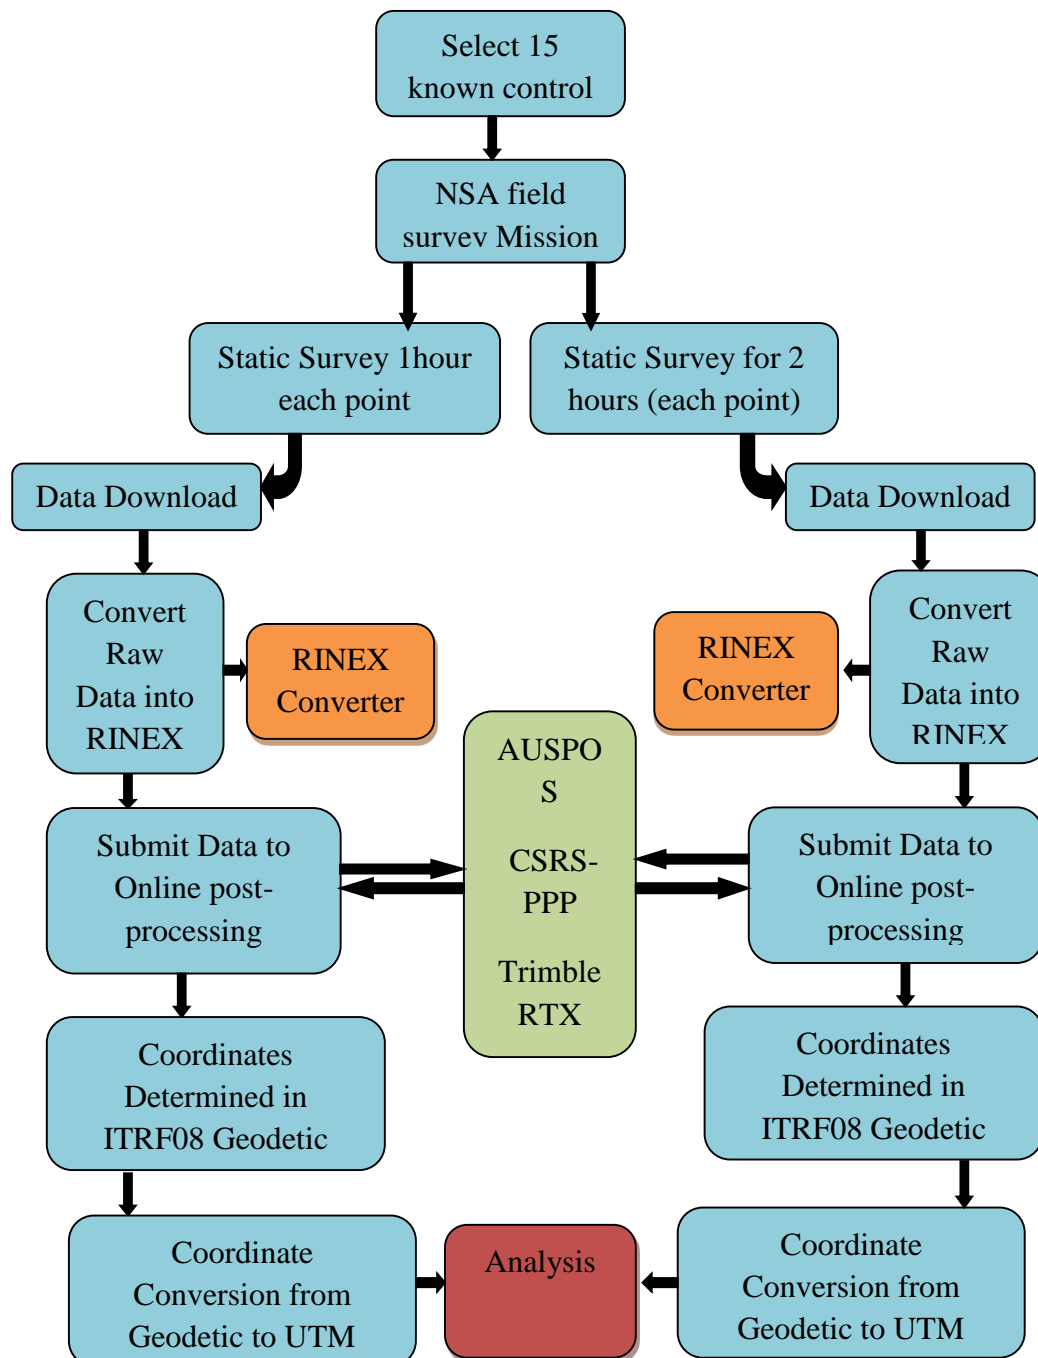 Select 15
known control
NSA field
survev Mission
Static Survey 1hour
each point
Static Survey for 2
hours (each point)
Data Download
Data Download
Convert
Raw
Data into
RINEX
RINEX
Converter
RINEX
Converter
Convert
Raw
Data into
RINEX
AUSPO
S
CSRS-
PPP
Trimble
RTX
Submit Data to
Online post-
processing
Submit Data to
Online post-
processing
Coordinates
Determined in
ITRF08 Geodetic
Coordinates
Determined in
ITRF08 Geodetic
Coordinate
Conversion from
Geodetic to UTM
Analysis
Coordinate
Conversion from
Geodetic to UTM